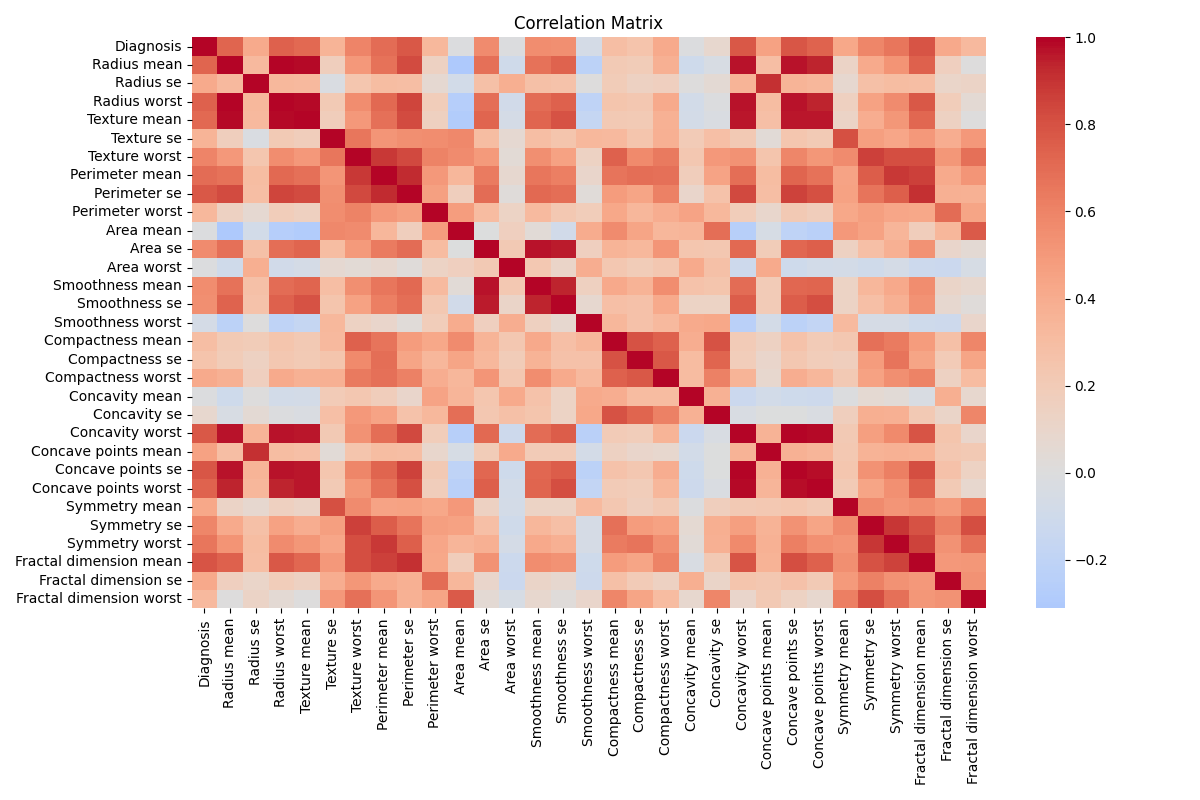 Correlation Matrix
Diagnosis
Radius mean
Radius se
Radius worst
Texture mean
Texture se
Texture worst
Perimeter mean
Perimeter se
Perimeter worst
Area mean
Area se
Area worst
Smoothness mean
Smoothness se
Smoothness worst
Compactness mean
Compactness se
Compactness worst
Concavity mean
Concavity se
Concavity worst
Concave points mean
Concave points se
Concave points worst
Symmetry mean
Symmetry se
Symmetry worst
Fractal dimension mean
Fractal dimension se
Fractal dimension worst
Diagnosis
Radius mean
Radius se
Radius worst
Texture mean
Texture se
Texture worst
Perimeter mean
Perimeter se
Perimeter worst
Area mean
Area se
Area worst
Smoothness mean
Smoothness se
Smoothness worst
Compactness mean
Compactness se
Compactness worst
Concavity mean
Concavity se
Concavity worst
Concave points mean
Concave points se
Concave points worst
Symmetry mean
Symmetry se
Symmetry worst
Fractal dimension mean
Fractal dimension se
Fractal dimension worst
1.0
0.8
0.6
0.4
0.2
0.0
−0.2